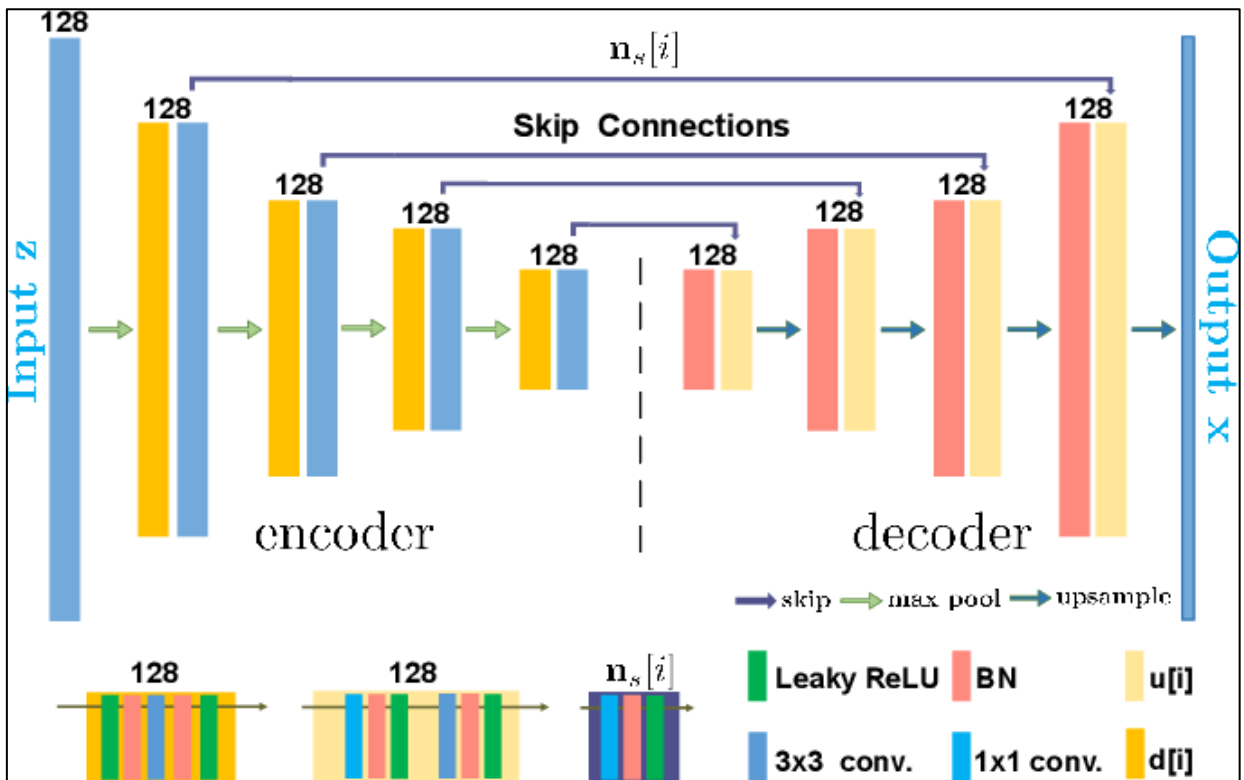 128
n_s[i]
128
128
Skip Connections
128
128
128
128
128
128
128
Input z
Output x
encoder
decoder
skip
max pool
upsample
128
128
n_s[i]
Leaky ReLU
BN
u[i]
3x3 conv.
1x1 conv.
d[i]